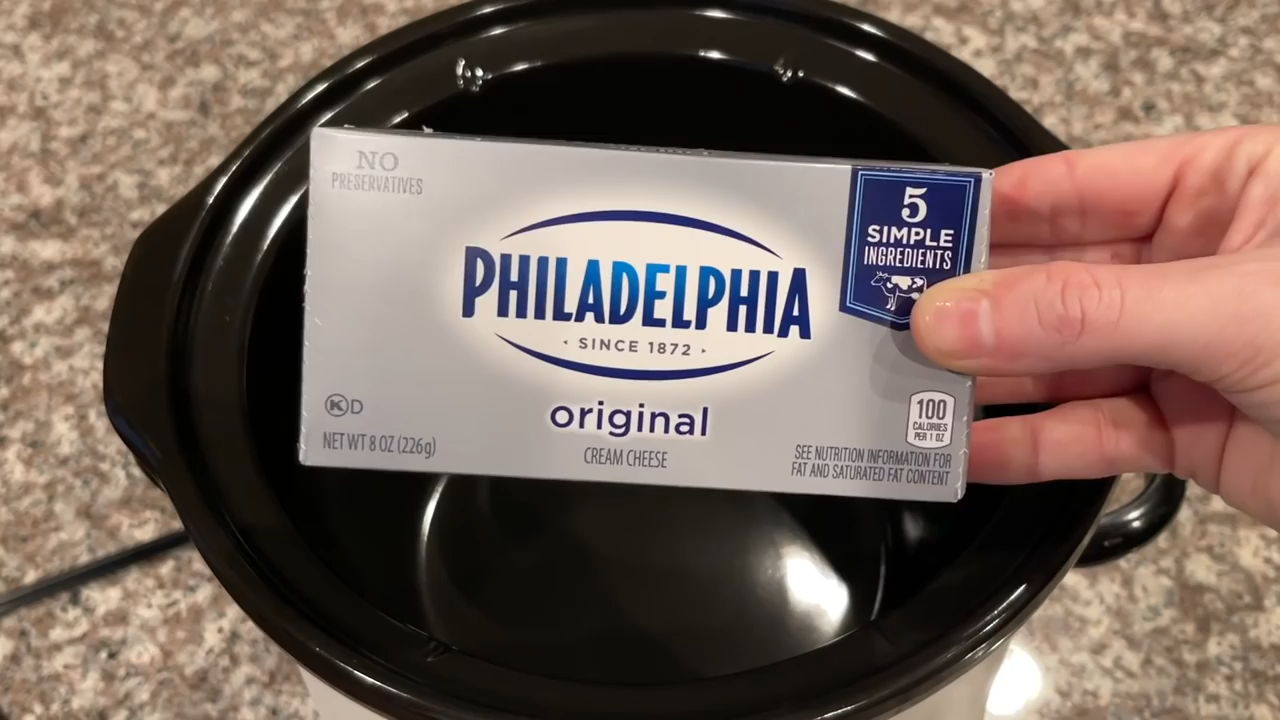 NO
PRESERVATIVES
5
SIMPLE
INGREDIENTS
PHILADELPHIA
SINCE 1872
original
CREAM CHEESE
K D
NET WT 8 OZ (226g)
100
CALORIES
PER 1 OZ
SEE NUTRITION INFORMATION FOR
FAT AND SATURATED FAT CONTENT